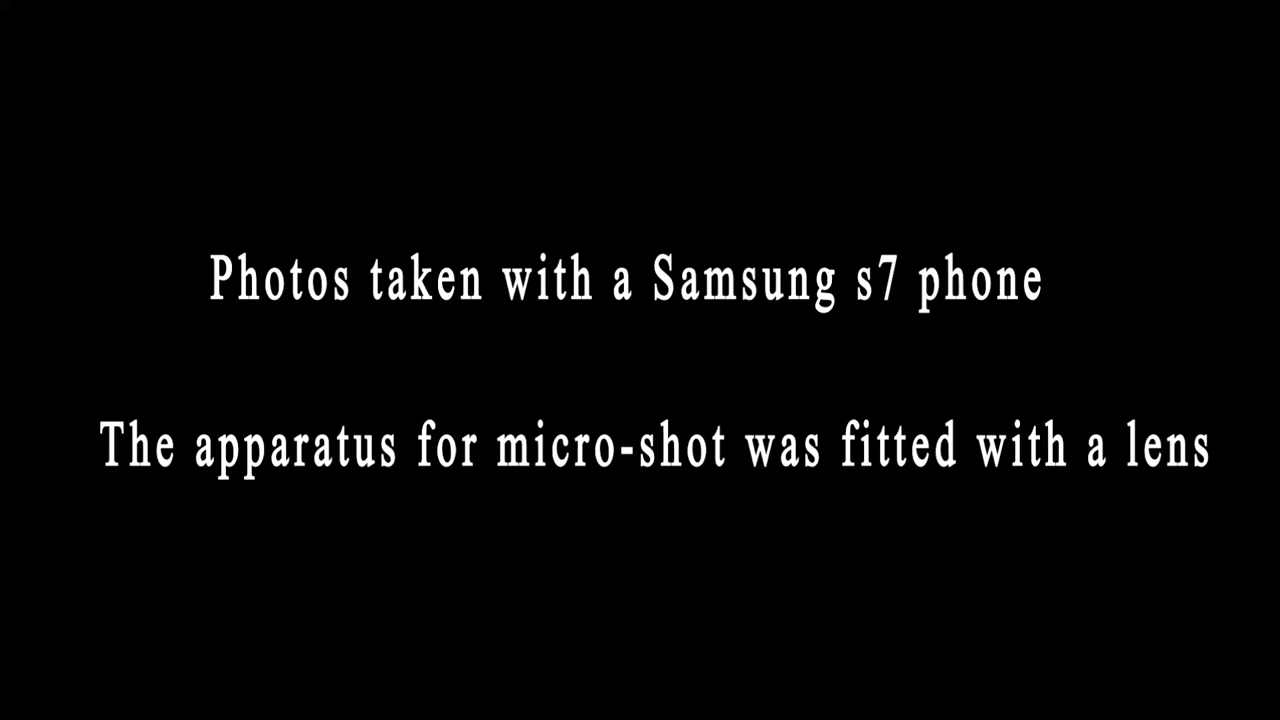 Photos taken with a Samsung s7 phone
The apparatus for micro-shot was fitted with a lens